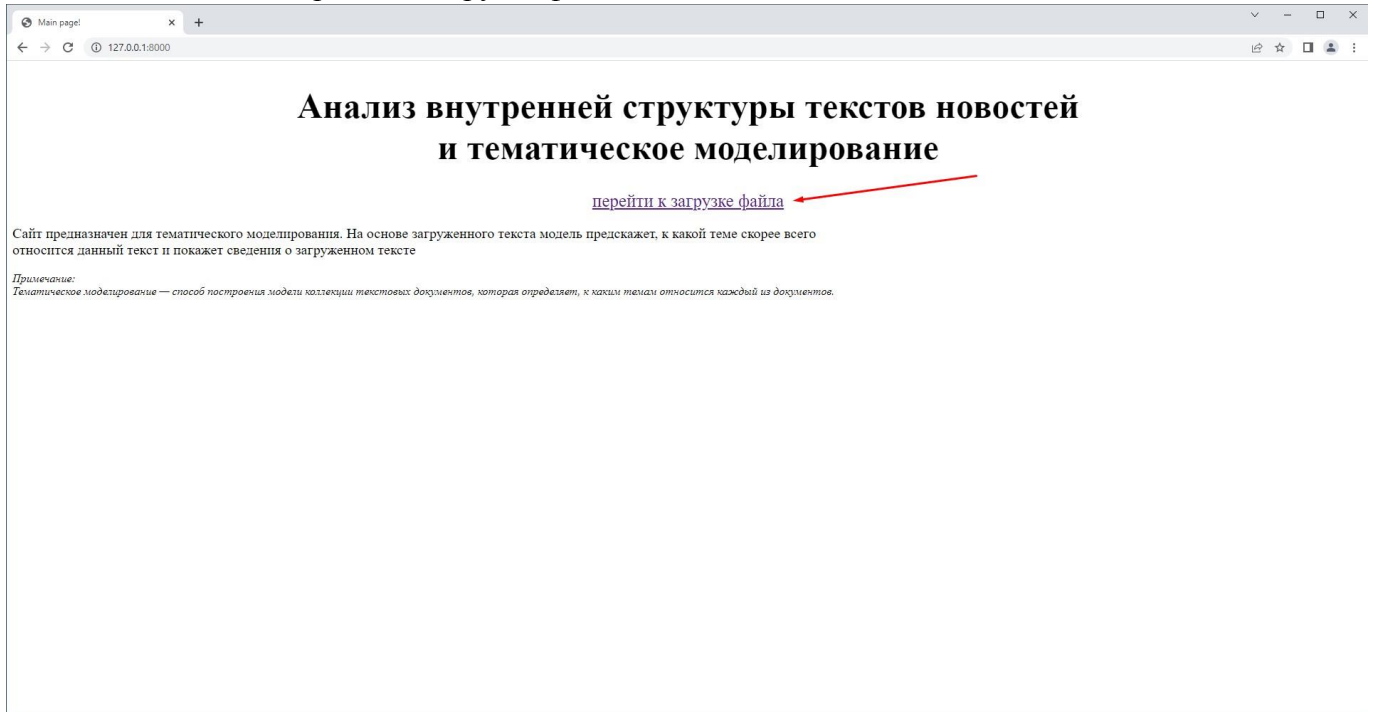 Main page!
127.0.0.1:8000
Анализ внутренней структуры текстов новостей
и тематическое моделирование
перейти к загрузке файла
Сайт предназначен для тематического моделирования. На основе загруженного текста модель предскажет, к какой теме скорее всего
относится данный текст и покажет сведения о загруженном тексте
Примечание:
Тематическое моделирование — способ построения модели коллекции текстовых документов, которая определяет, к каким темам относится каждый из документов.